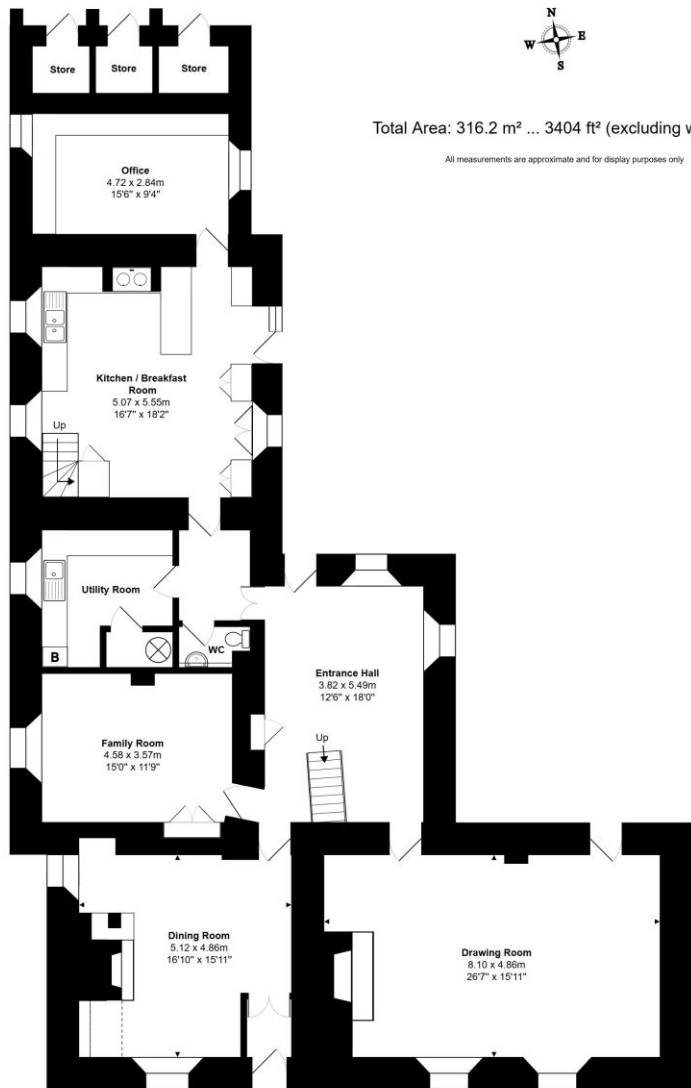 N
W E
S
Total Area: 316.2 m² ... 3404 ft² (excluding
All measurements are approximate and for display purposes only
Store
Store
Store
Office
4.72 x 2.84m
15'6" x 9'4"
Kitchen / Breakfast
Room
5.07 x 5.55m
16'7" x 18'2"
Up
Utility Room
B
WC
Entrance Hall
3.82 x 5.49m
12'6" x 18'0"
Up
Family Room
4.58 x 3.57m
15'0" x 11'9"
Dining Room
5.12 x 4.86m
16'10" x 15'11"
Drawing Room
8.10 x 4.86m
26'7" x 15'11"